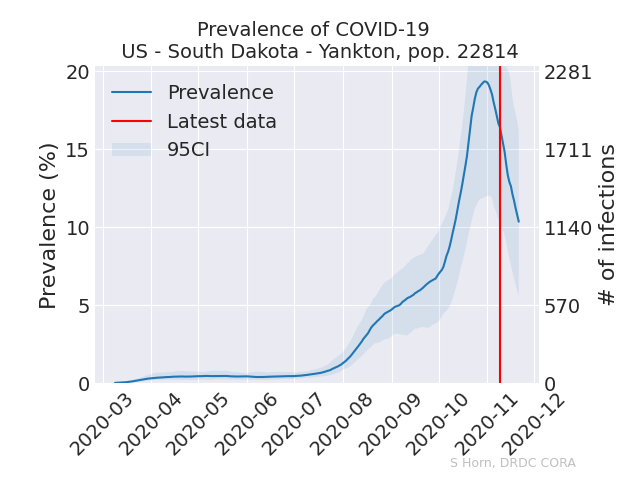 Prevalence of COVID-19
US - South Dakota - Yankton, pop. 22814
Prevalence (%)
20
15
10
5
0
Prevalence
Latest data
95CI
2281
1711
1140
570
0
# of infections
2020-03
2020-04
2020-05
2020-06
2020-07
2020-08
2020-09
2020-10
2020-11
2020-12
S Horn, DRDC CORA